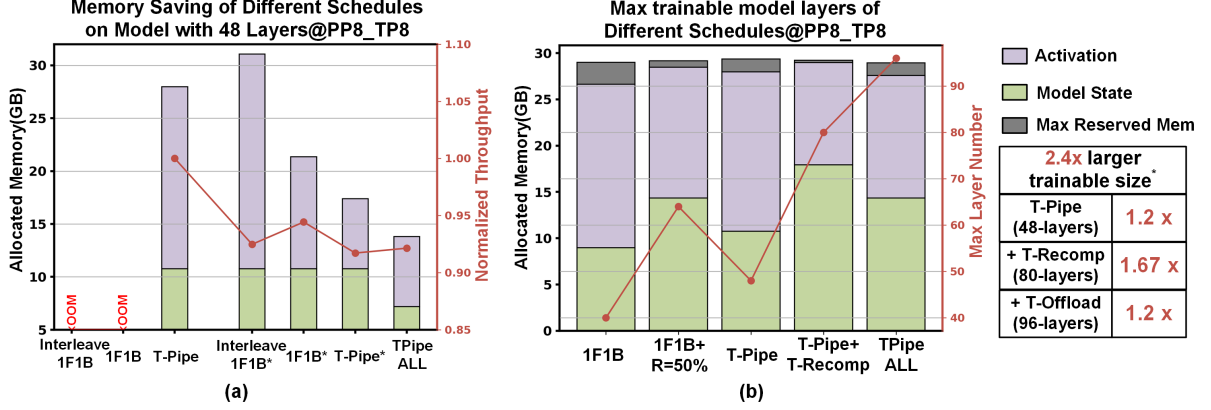 Memory Saving of Different Schedules
on Model with 48 Layers@PP8_TP8
Allocated Memory(GB)
30
25
20
15
10
5
1.10
1.05
1.00
0.95
0.90
0.85
Normalized Throughput
xOOM
xOOM
Interleave
1F1B
1F1B
T-Pipe
Interleave
1F1B*
1F1B*
T-Pipe*
TPipe
ALL
(a)
Max trainable model layers of
Different Schedules@PP8_TP8
Allocated Memory(GB)
30
25
20
15
10
5
0
90
80
70
60
50
40
Max Layer Number
1F1B
1F1B+
R=50%
T-Pipe
T-Pipe+
T-Recomp
TPipe
ALL
(b)
Activation
Model State
Max Reserved Mem
2.4x larger
trainable size*
T-Pipe
(48-layers)
1.2 x
+ T-Recomp
(80-layers)
1.67 x
+ T-Offload
(96-layers)
1.2 x